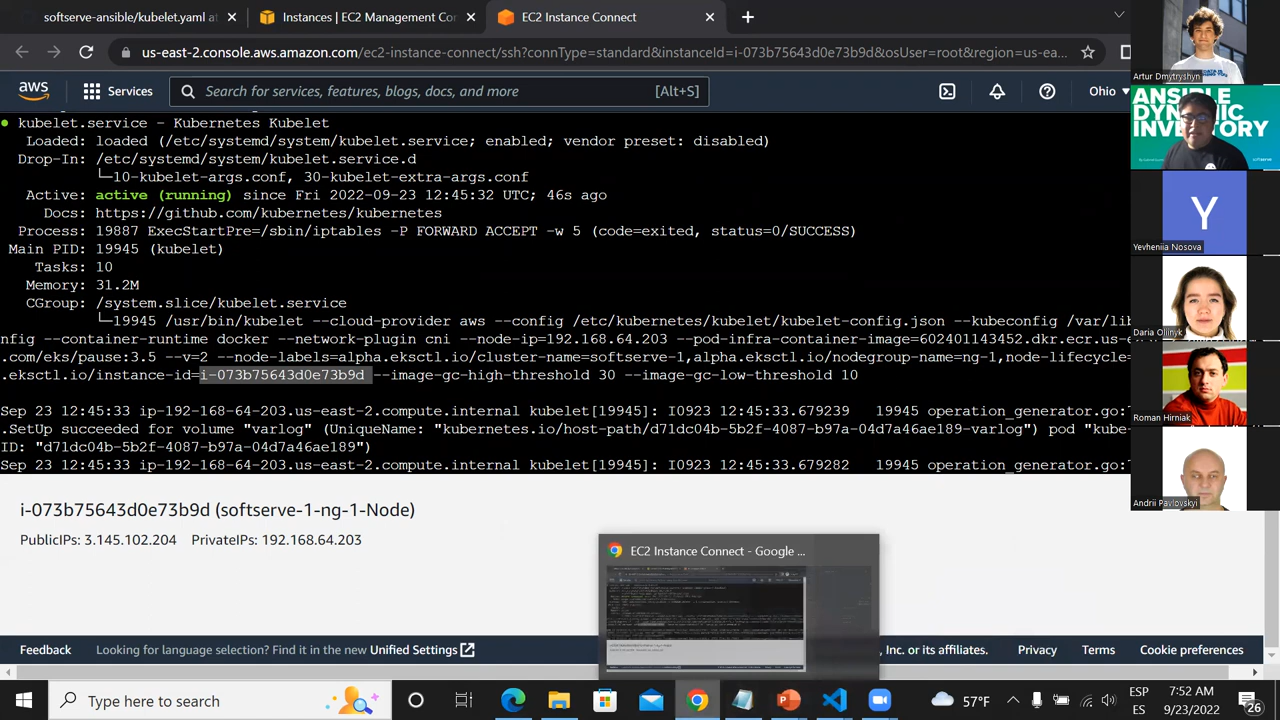 softserve-ansible/kubelet.yaml at
Instances | EC2 Management Con
EC2 Instance Connect
us-east-2.console.aws.amazon.com/ec2-instance-connect/ssh?connType=standard&instanceId=i-073b75643d0e73b9d&osUser=root&region=us-ea...
aws
Services
Search for services, features, blogs, docs, and more
[Alt+S]
Ohio
kubelet.service - Kubernetes Kubelet
Loaded: loaded (/etc/systemd/system/kubelet.service; enabled; vendor preset: disabled)
Drop-In: /etc/systemd/system/kubelet.service.d
└─10-kubelet-args.conf, 30-kubelet-extra-args.conf
Active: active (running) since Fri 2022-09-23 12:45:32 UTC; 46s ago
Docs: https://github.com/kubernetes/kubernetes
Process: 19887 ExecStartPre=/sbin/iptables -P FORWARD ACCEPT -w 5 (code=exited, status=0/SUCCESS)
Main PID: 19945 (kubelet)
Tasks: 10
Memory: 31.2M
CGroup: /system.slice/kubelet.service
└─19945 /usr/bin/kubelet --cloud-provider aws --config /etc/kubernetes/kubelet/kubelet-config.json --kubeconfig /var/lib
nfig --container-runtime docker --network-plugin cni --node-ip=192.168.64.203 --pod-infra-container-image=602401143452.dkr.ecr.us-e
.com/eks/pause:3.5 --v=2 --node-labels=alpha.eksctl.io/cluster-name=softserve-1,alpha.eksctl.io/nodegroup-name=ng-1,node-lifecycle=
.eksctl.io/instance-id=i-073b75643d0e73b9d --image-gc-high-threshold 30 --image-gc-low-threshold 10
Sep 23 12:45:33 ip-192-168-64-203.us-east-2.compute.internal kubelet[19945]: I0923 12:45:33.679239 19945 operation_generator.go:7
.SetUp succeeded for volume "varlog" (UniqueName: "kubernetes.io/host-path/d71dc04b-5b2f-4087-b97a-04d7a46ae189-varlog") pod "kube-
ID: "d71dc04b-5b2f-4087-b97a-04d7a46ae189")
Sep 23 12:45:33 ip-192-168-64-203.us-east-2.compute.internal kubelet[19945]: I0923 12:45:33.679282 19945 operation_generator.go:7
i-073b75643d0e73b9d (softserve-1-ng-1-Node)
PublicIPs: 3.145.102.204 PrivateIPs: 192.168.64.203
EC2 Instance Connect - Google ...
for language selection? Find it in the new
Settings
its affiliates.
Privacy
Terms
Cookie preferences
Type here to search
57°F
ESP
ES
7:52 AM
9/23/2022
26
Artur Dmytryshyn
ANSIBLE
DYNAMIC
INVENTORY
softserve
Y
Yevheniia Nosova
Daria Oliinyk
Roman Hirniak
Andrii Pavlovskyi